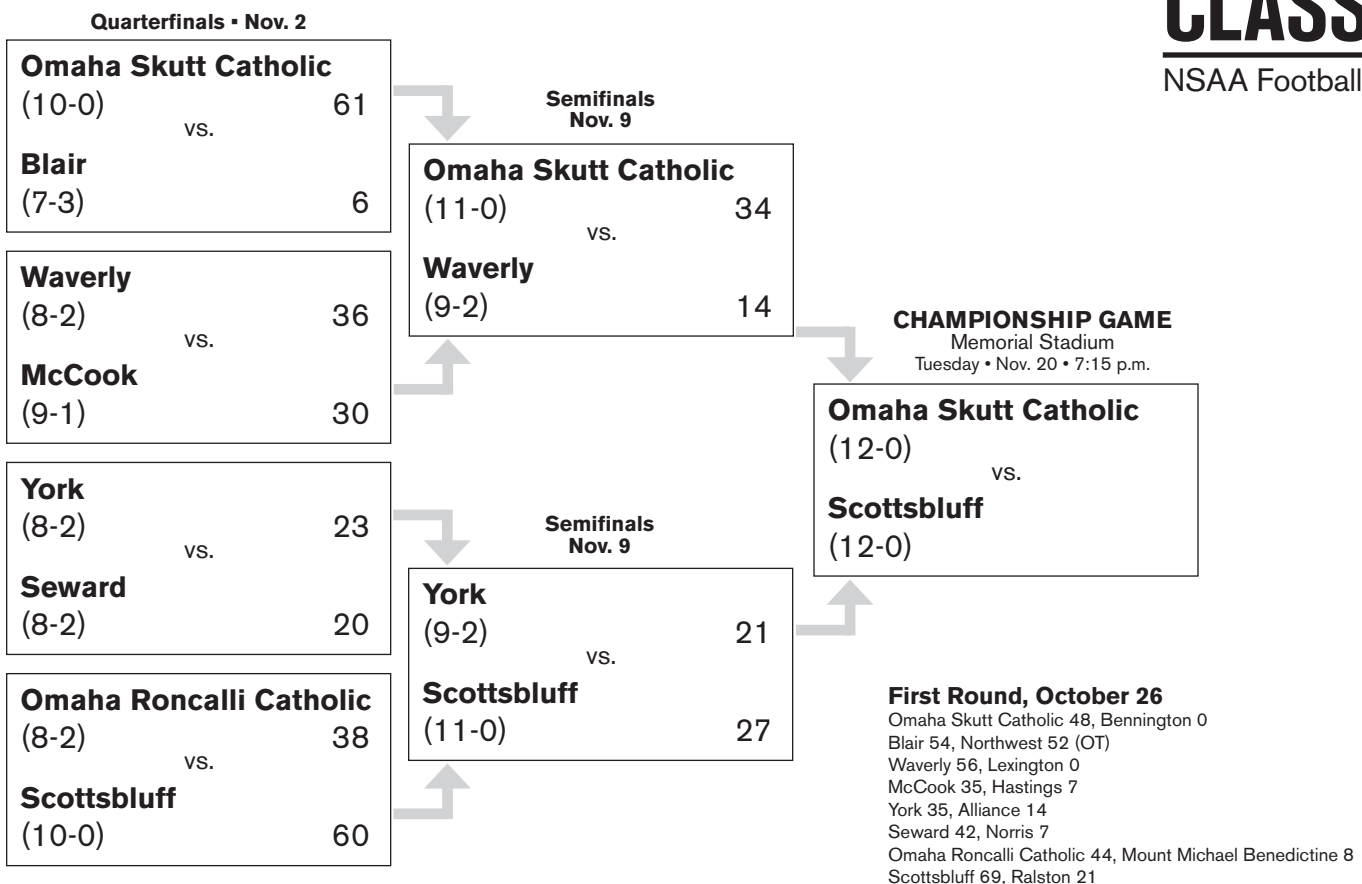 CLASS
NSAA Football
Quarterfinals ▪ Nov. 2
Omaha Skutt Catholic
(10-0) 61
vs.
Blair
(7-3) 6
Waverly
(8-2) 36
vs.
McCook
(9-1) 30
York
(8-2) 23
vs.
Seward
(8-2) 20
Omaha Roncalli Catholic
(8-2) 38
vs.
Scottsbluff
(10-0) 60
Semifinals
Nov. 9
Omaha Skutt Catholic
(11-0) 34
vs.
Waverly
(9-2) 14
Semifinals
Nov. 9
York
(9-2) 21
vs.
Scottsbluff
(11-0) 27
CHAMPIONSHIP GAME
Memorial Stadium
Tuesday • Nov. 20 • 7:15 p.m.
Omaha Skutt Catholic
(12-0)
vs.
Scottsbluff
(12-0)
First Round, October 26
Omaha Skutt Catholic 48, Bennington 0
Blair 54, Northwest 52 (OT)
Waverly 56, Lexington 0
McCook 35, Hastings 7
York 35, Alliance 14
Seward 42, Norris 7
Omaha Roncalli Catholic 44, Mount Michael Benedictine 8
Scottsbluff 69, Ralston 21